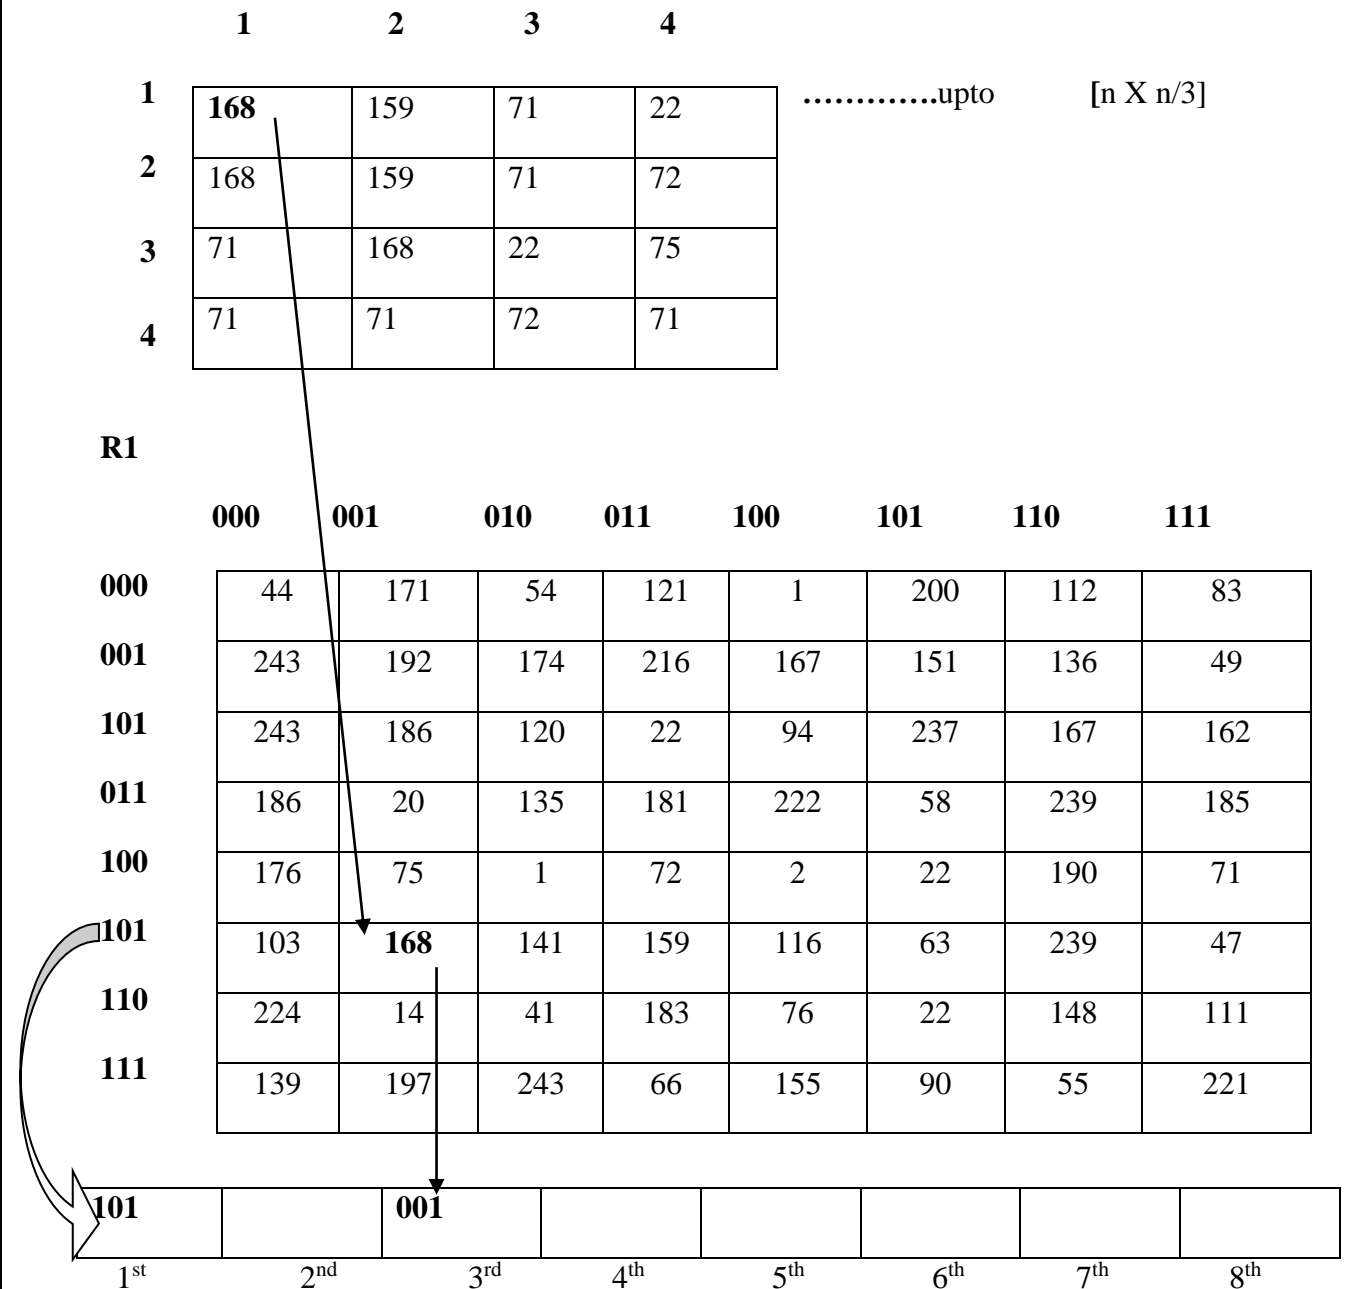 1 2 3 4
1 168 159 71 22 .............upto [n X n/3]
2 168 159 71 72
3 71 168 22 75
4 71 71 72 71
R1
000 001 010 011 100 101 110 111
000 44 171 54 121 1 200 112 83
001 243 192 174 216 167 151 136 49
101 243 186 120 22 94 237 167 162
011 186 20 135 181 222 58 239 185
100 176 75 1 72 2 22 190 71
101 103 168 141 159 116 63 239 47
110 224 14 41 183 76 22 148 111
111 139 197 243 66 155 90 55 221
101 001
1st 2nd 3rd 4th 5th 6th 7th 8th